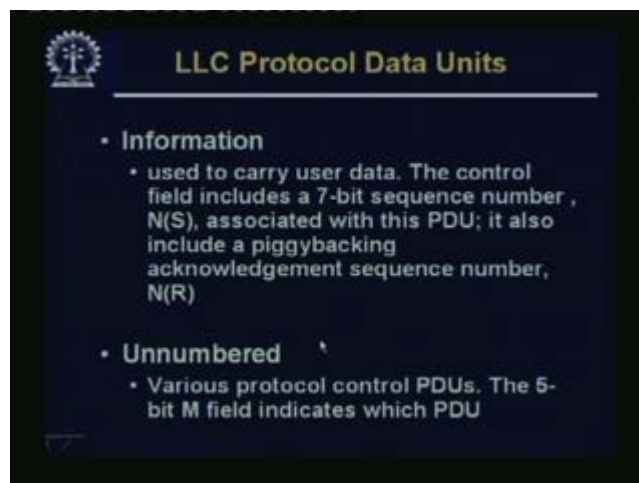 LLC Protocol Data Units
• Information
• used to carry user data. The control
field includes a 7-bit sequence number ,
N(S), associated with this PDU; it also
include a piggybacking
acknowledgement sequence number,
N(R)
• Unnumbered
• Various protocol control PDUs. The 5-
bit M field indicates which PDU